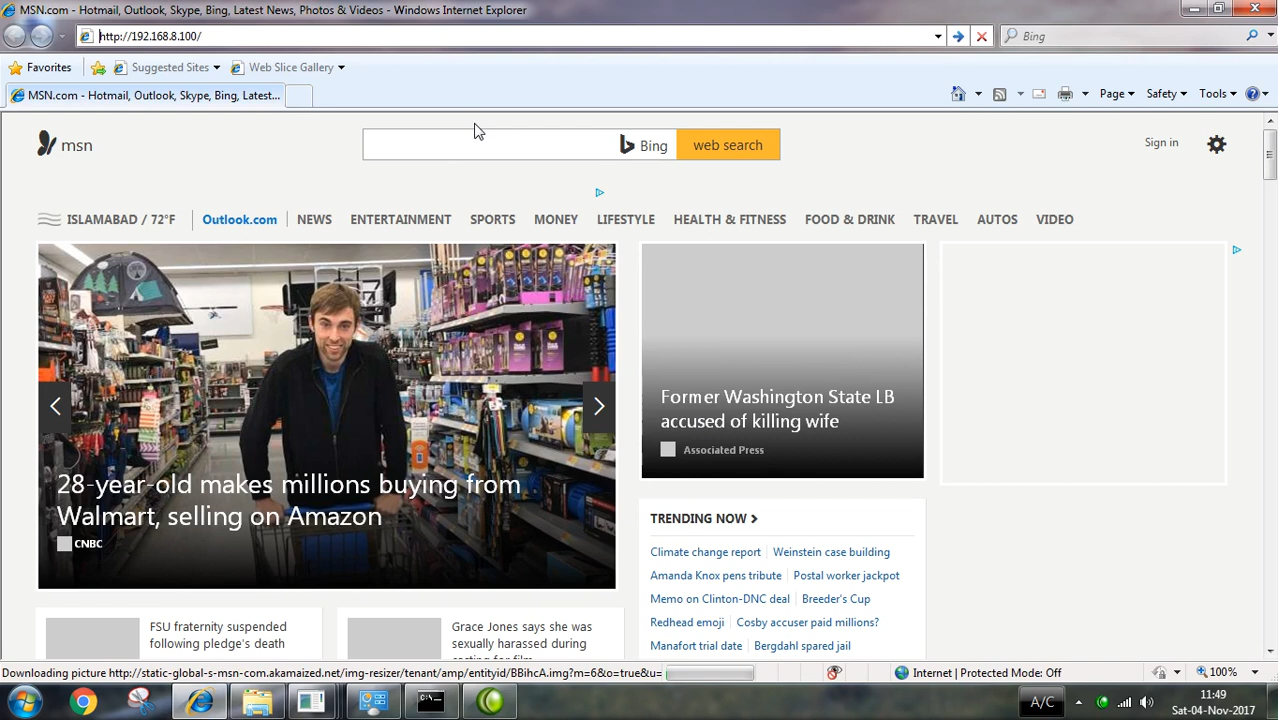 MSN.com - Hotmail, Outlook, Skype, Bing, Latest News, Photos & Videos - Windows Internet Explorer
http://192.168.8.100/
Bing
Favorites
Suggested Sites
Web Slice Gallery
MSN.com - Hotmail, Outlook, Skype, Bing, Latest...
Page
Safety
Tools
msn
Bing
web search
Sign in
ISLAMABAD / 72°F
Outlook.com
NEWS
ENTERTAINMENT
SPORTS
MONEY
LIFESTYLE
HEALTH & FITNESS
FOOD & DRINK
TRAVEL
AUTOS
VIDEO
28-year-old makes millions buying from
Walmart, selling on Amazon
CNBC
Former Washington State LB
accused of killing wife
Associated Press
TRENDING NOW
Climate change report
Weinstein case building
Amanda Knox pens tribute
Postal worker jackpot
Memo on Clinton-DNC deal
Breeder's Cup
Redhead emoji
Cosby accuser paid millions?
Manafort trial date
Bergdahl spared jail
FSU fraternity suspended
following pledge's death
Grace Jones says she was
sexually harassed during
casting for film
Downloading picture http://static-global-s-msn-com.akamaized.net/img-resizer/tenant/amp/entityid/BBihcA.img?m=6&o=true&u=
Internet | Protected Mode: Off
100%
A/C
11:49
Sat-04-Nov-2017